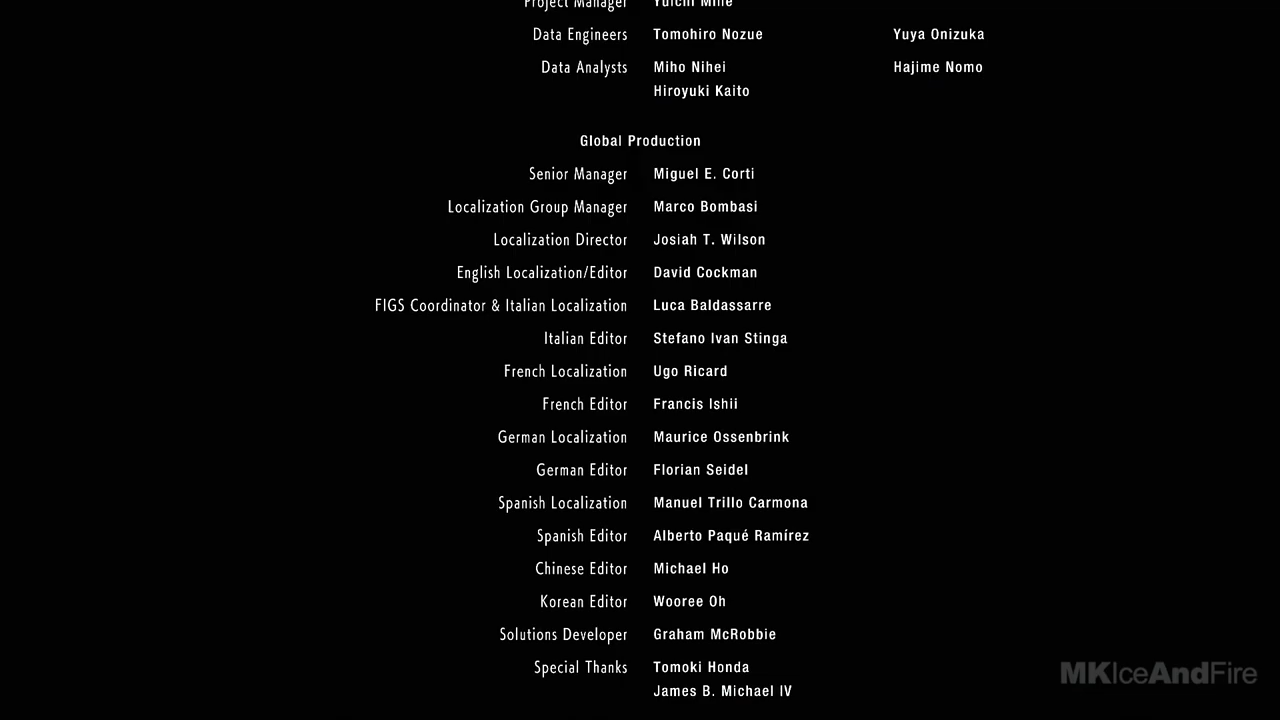 Project Manager Yuichi Mine
Data Engineers Tomohiro Nozue Yuya Onizuka
Data Analysts Miho Nihei Hajime Nomo
Hiroyuki Kaito
Global Production
Senior Manager Miguel E. Corti
Localization Group Manager Marco Bombasi
Localization Director Josiah T. Wilson
English Localization/Editor David Cockman
FIGS Coordinator & Italian Localization Luca Baldassarre
Italian Editor Stefano Ivan Stinga
French Localization Ugo Ricard
French Editor Francis Ishii
German Localization Maurice Ossenbrink
German Editor Florian Seidel
Spanish Localization Manuel Trillo Carmona
Spanish Editor Alberto Paqué Ramírez
Chinese Editor Michael Ho
Korean Editor Wooree Oh
Solutions Developer Graham McRobbie
Special Thanks Tomoki Honda
James B. Michael IV
MKIceAndFire